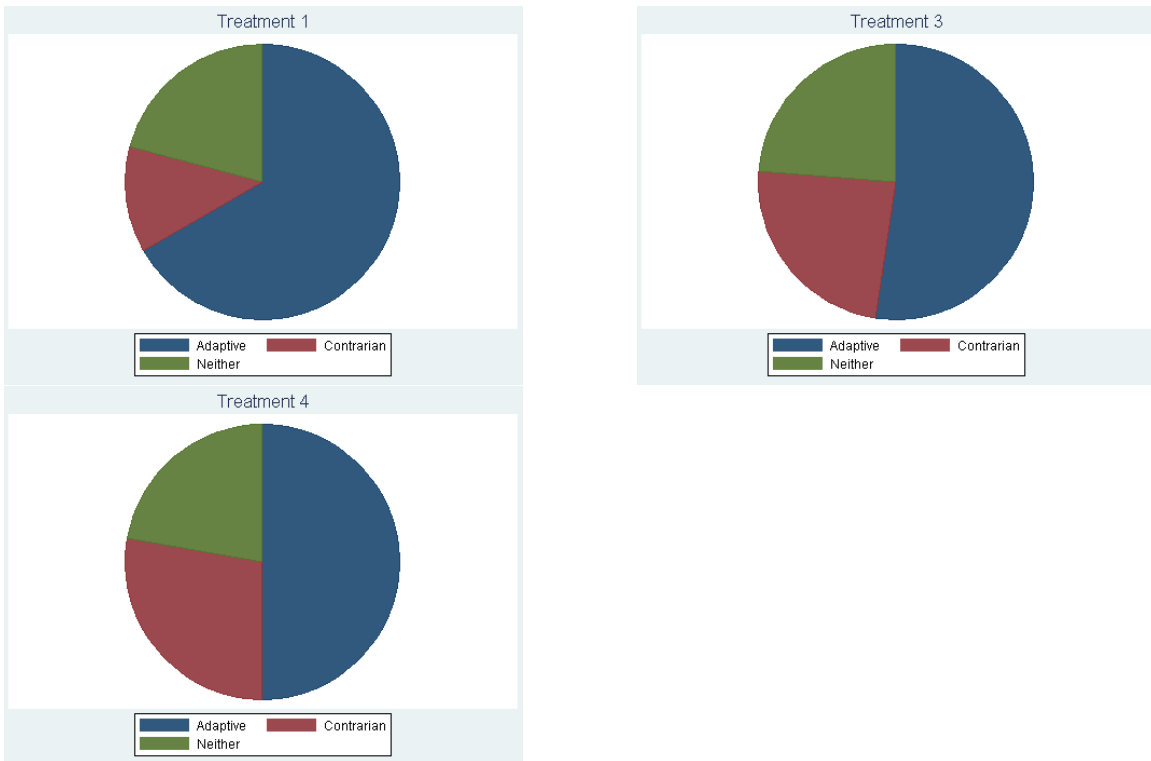 Treatment 1
Adaptive Contrarian
Neither
Treatment 3
Adaptive Contrarian
Neither
Treatment 4
Adaptive Contrarian
Neither